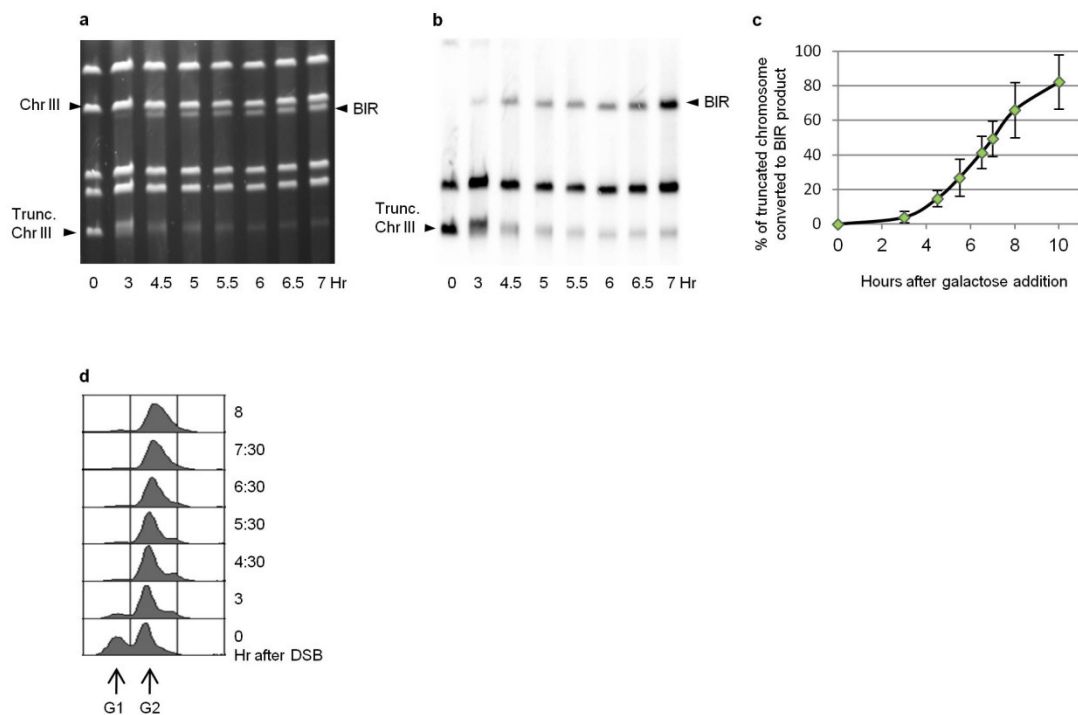 a
Chr III
BIR
Trunc.
Chr III
0 3 4.5 5 5.5 6 6.5 7 Hr
b
BIR
Trunc.
Chr III
0 3 4.5 5 5.5 6 6.5 7 Hr
c
% of truncated chromosome
converted to BIR product
100
80
60
40
20
0
0 2 4 6 8 10
Hours after galactose addition
d
8
7:30
6:30
5:30
4:30
3
0
Hr after DSB
G1 G2